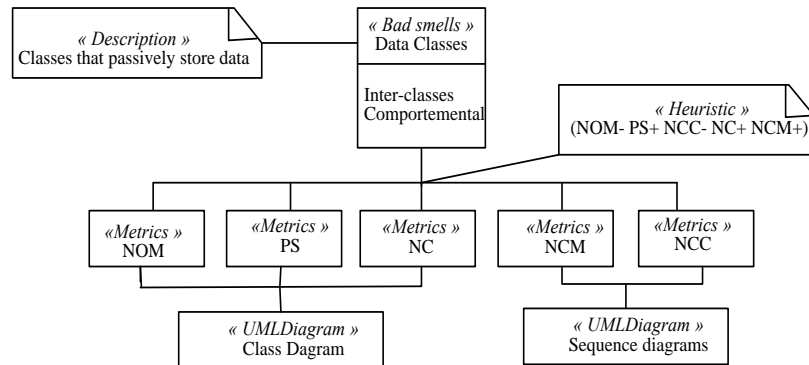 « Description »
Classes that passively store data
« Bad smells »
Data Classes
Inter-classes
Comportemental
« Heuristic »
(NOM- PS+ NCC- NC+ NCM+)
«Metrics »
NOM
«Metrics »
PS
«Metrics »
NC
«Metrics »
NCM
«Metrics »
NCC
« UMLDiagram »
Class Dagram
« UMLDiagram »
Sequence diagrams